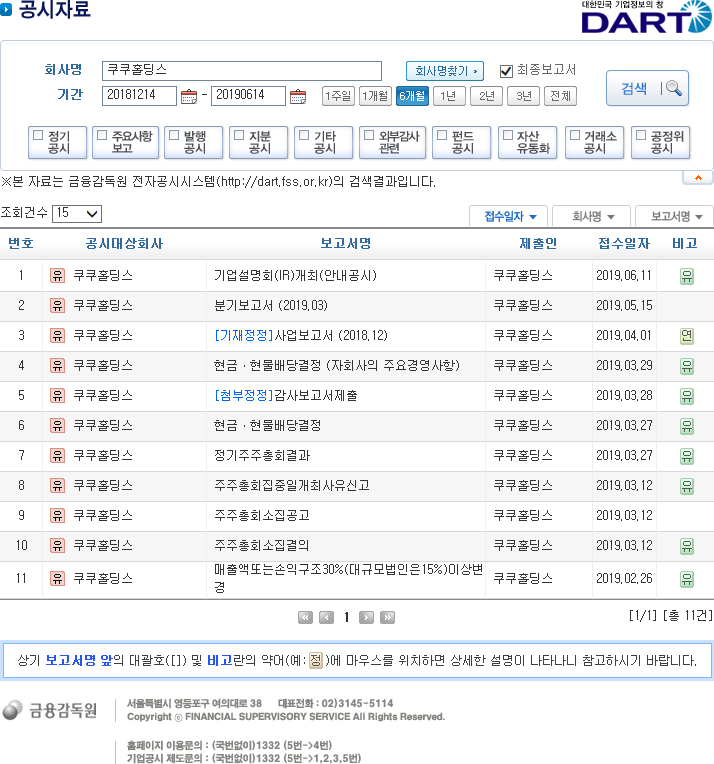 공시자료
대한민국 기업정보의 창
DART
회사명 쿠쿠홀딩스 회사명찾기 최종보고서
기간 20181214 - 20190614 1주일 1개월 6개월 1년 2년 3년 전체
검색
정기공시 주요사항보고 발행공시 지분공시 기타공시 외부감사관련 펀드공시 자산유동화 거래소공시 공정위공시
※본 자료는 금융감독원 전자공시시스템(http://dart.fss.or.kr)의 검색결과입니다.
조회건수 15 접수일자 회사명 보고서명
번호 공시대상회사 보고서명 제출인 접수일자 비고
1 유 쿠쿠홀딩스 기업설명회(IR)개최(안내공시) 쿠쿠홀딩스 2019.06.11 유
2 유 쿠쿠홀딩스 분기보고서 (2019.03) 쿠쿠홀딩스 2019.05.15
3 유 쿠쿠홀딩스 [기재정정]사업보고서 (2018.12) 쿠쿠홀딩스 2019.04.01 연
4 유 쿠쿠홀딩스 현금ㆍ현물배당결정 (자회사의 주요경영사항) 쿠쿠홀딩스 2019.03.29 유
5 유 쿠쿠홀딩스 [첨부정정]감사보고서제출 쿠쿠홀딩스 2019.03.28 유
6 유 쿠쿠홀딩스 현금ㆍ현물배당결정 쿠쿠홀딩스 2019.03.27 유
7 유 쿠쿠홀딩스 정기주주총회결과 쿠쿠홀딩스 2019.03.27 유
8 유 쿠쿠홀딩스 주주총회집중일개최사유신고 쿠쿠홀딩스 2019.03.12 유
9 유 쿠쿠홀딩스 주주총회소집공고 쿠쿠홀딩스 2019.03.12
10 유 쿠쿠홀딩스 주주총회소집결의 쿠쿠홀딩스 2019.03.12 유
11 유 쿠쿠홀딩스 매출액또는손익구조30%(대규모법인은15%)이상변경 쿠쿠홀딩스 2019.02.26 유
1
[1/1] [총 11건]
상기 보고서명 앞의 대괄호([]) 및 비고란의 약어(예: 정)에 마우스를 위치하면 상세한 설명이 나타나니 참고하시기 바랍니다.
금융감독원
서울특별시 영등포구 여의대로 38 대표전화 : 02)3145-5114
Copyright ⓒ FINANCIAL SUPERVISORY SERVICE All Rights Reserved.
홈페이지 이용문의 : (국번없이)1332 (5번->4번)
기업공시 제도문의 : (국번없이)1332 (5번->1,2,3,5번)